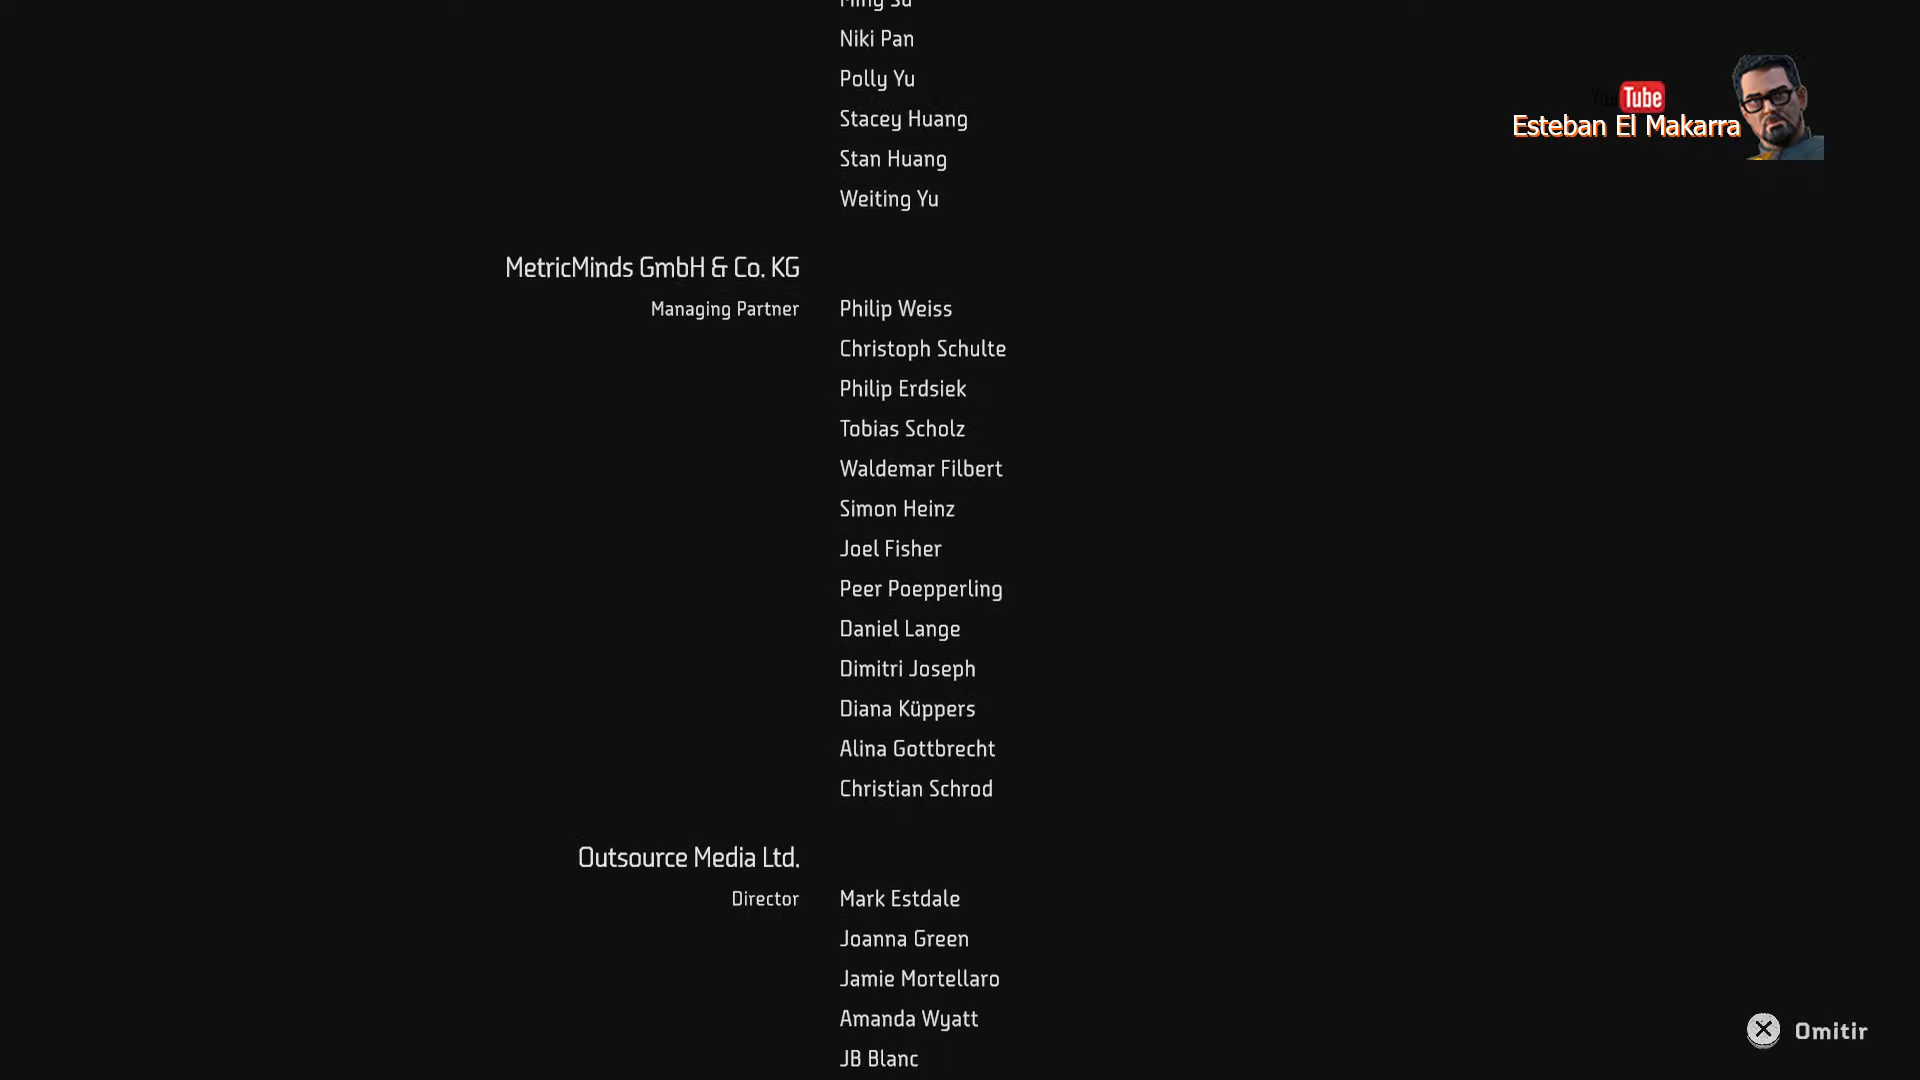 Ming Su
Niki Pan
Polly Yu
Stacey Huang
Stan Huang
Weiting Yu
YouTube
Esteban El Makarra
MetricMinds GmbH & Co. KG
Managing Partner Philip Weiss
Christoph Schulte
Philip Erdsiek
Tobias Scholz
Waldemar Filbert
Simon Heinz
Joel Fisher
Peer Poepperling
Daniel Lange
Dimitri Joseph
Diana Küppers
Alina Gottbrecht
Christian Schrod
Outsource Media Ltd.
Director Mark Estdale
Joanna Green
Jamie Mortellaro
Amanda Wyatt
JB Blanc
Omitir